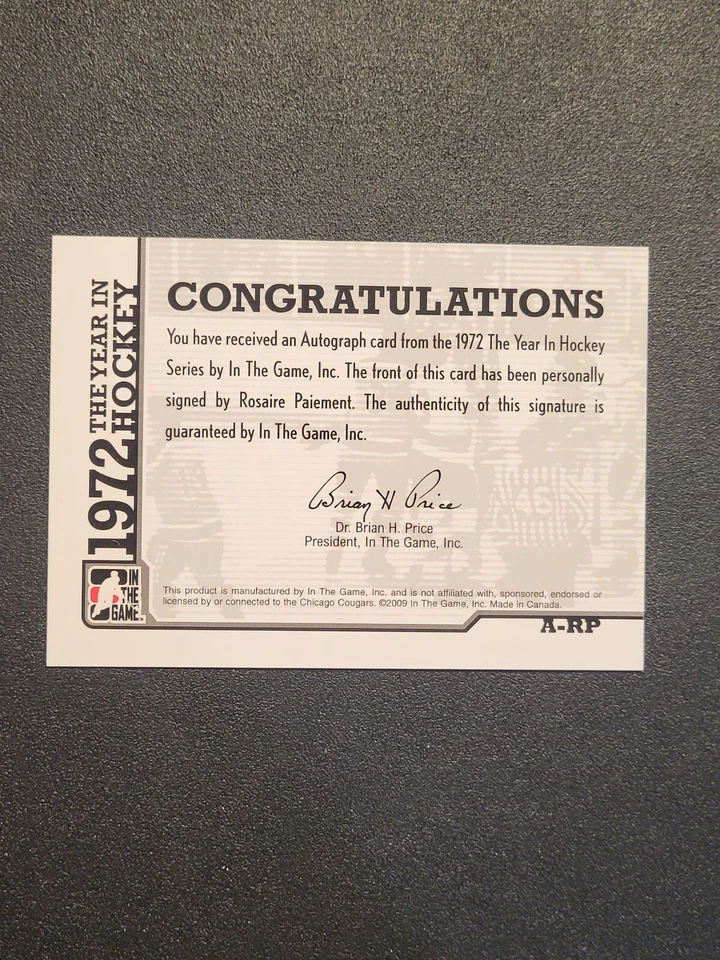 1972 THE YEAR IN
HOCKEY
CONGRATULATIONS
You have received an Autograph card from the 1972 The Year In Hockey
Series by In The Game, Inc. The front of this card has been personally
signed by Rosaire Paiement. The authenticity of this signature is
guaranteed by In The Game, Inc.
Brian H Price
Dr. Brian H. Price
President, In The Game, Inc.
This product is manufactured by In The Game, Inc. and is not affiliated with, sponsored, endorsed or
licensed by or connected to the Chicago Cougars. ©2009 In The Game, Inc. Made in Canada.
IN
THE
GAME
A-RP